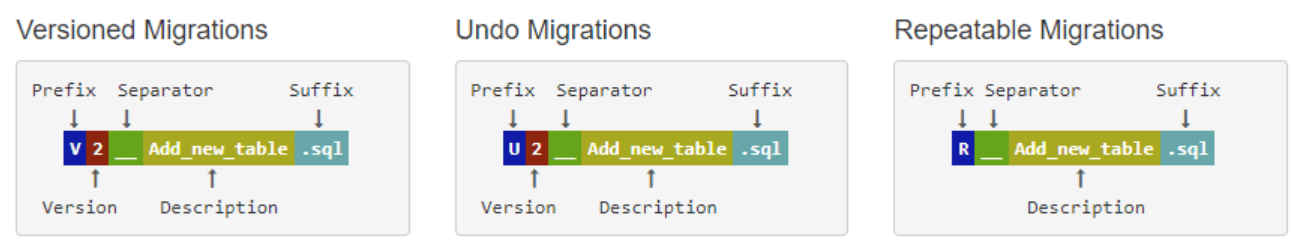 Versioned Migrations
Prefix Separator Suffix
V 2 __ Add_new_table .sql
Version Description
Undo Migrations
Prefix Separator Suffix
U 2 __ Add_new_table .sql
Version Description
Repeatable Migrations
Prefix Separator Suffix
R __ Add_new_table .sql
Description